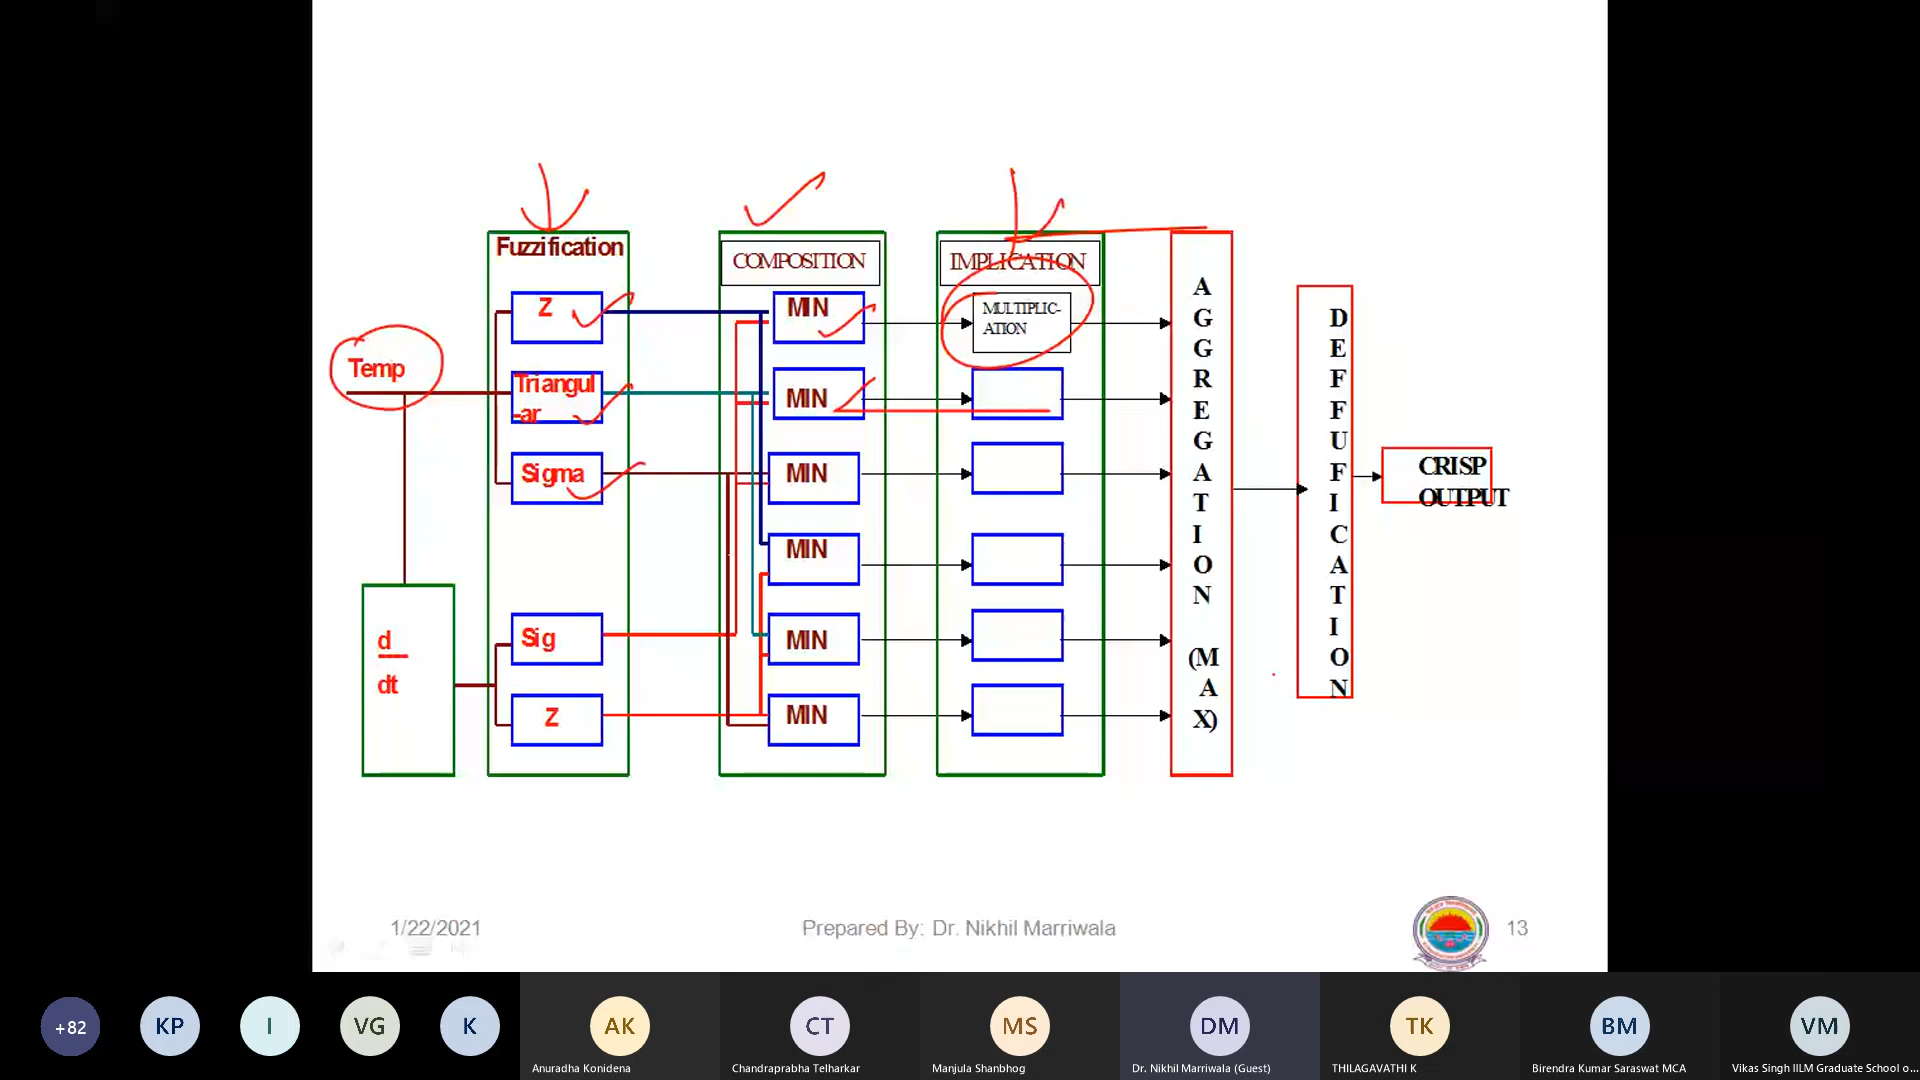 Fuzzification
COMPOSITION
IMPLICATION
Z
MIN
MULTIPLIC-
ATION
Temp
Triangul
-ar
MIN
Sigma
MIN
MIN
d
dt
Sig
MIN
Z
MIN
AGGREGATION
(MAX)
DEFFUFICATION
CRISP
OUTPUT
1/22/2021
Prepared By: Dr. Nikhil Marriwala
13
+82
KP
I
VG
K
AK
CT
MS
DM
TK
BM
VM
Anuradha Konidena
Chandraprabha Telharkar
Manjula Shanbhog
Dr. Nikhil Marriwala (Guest)
THILAGAVATHI K
Birendra Kumar Saraswat MCA
Vikas Singh IILM Graduate School o...